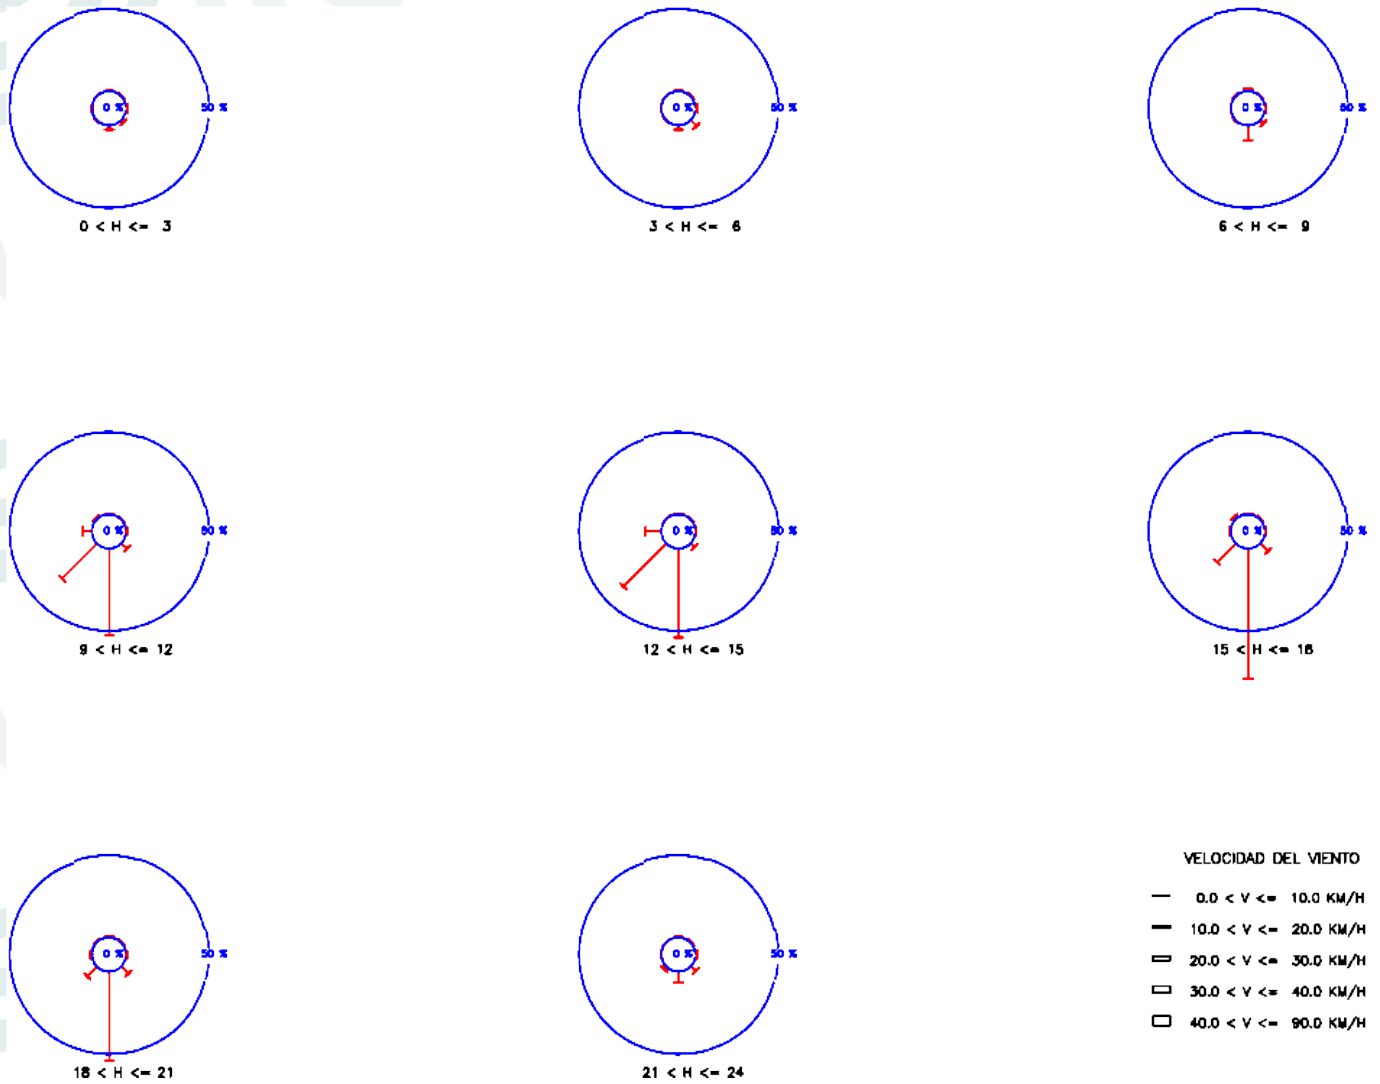 0 %
50 %
0 < H <= 3
0 %
50 %
3 < H <= 6
0 %
50 %
6 < H <= 9
0 %
50 %
9 < H <= 12
0 %
50 %
12 < H <= 15
0 %
50 %
15 < H <= 18
0 %
50 %
18 < H <= 21
0 %
50 %
21 < H <= 24
VELOCIDAD DEL VIENTO
0.0 < V <= 10.0 KM/H
10.0 < V <= 20.0 KM/H
20.0 < V <= 30.0 KM/H
30.0 < V <= 40.0 KM/H
40.0 < V <= 90.0 KM/H